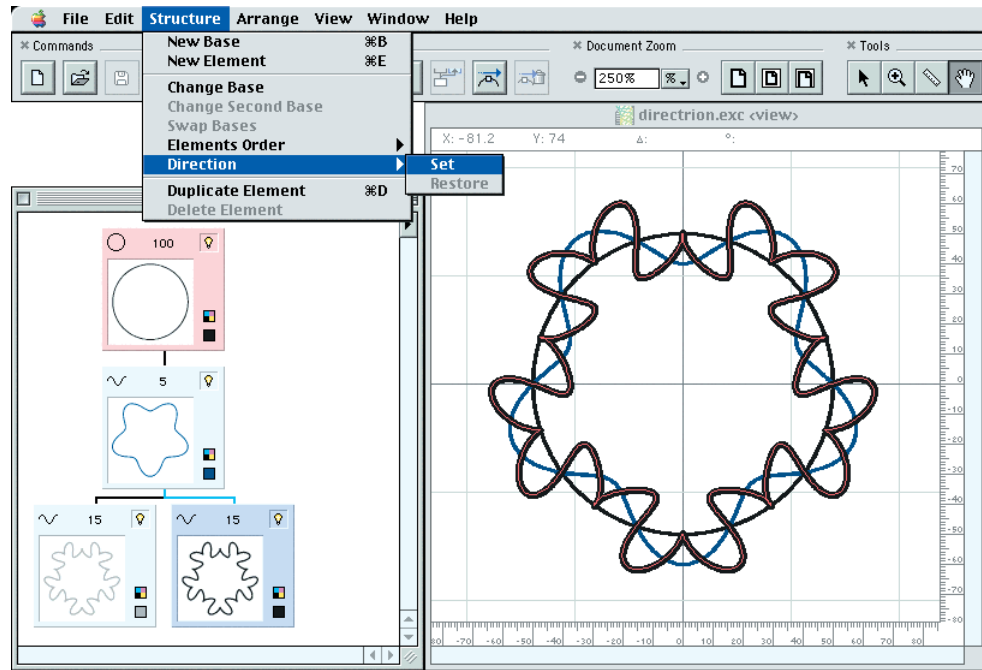 File Edit Structure Arrange View Window Help
Commands
Document Zoom
Tools
New Base ⌘B
New Element ⌘E
Change Base
Change Second Base
Swap Bases
Elements Order
Direction
Set
Restore
Duplicate Element ⌘D
Delete Element
250% %
directrion.exc <view>
X: -81.2 Y: 74 Δ: °:
100
5
15
15
70
60
50
40
30
20
10
0
-10
-20
-30
-40
-50
-60
-70
-80
80 -70 -60 -50 -40 -30 -20 -10 0 10 20 30 40 50 60 70 80